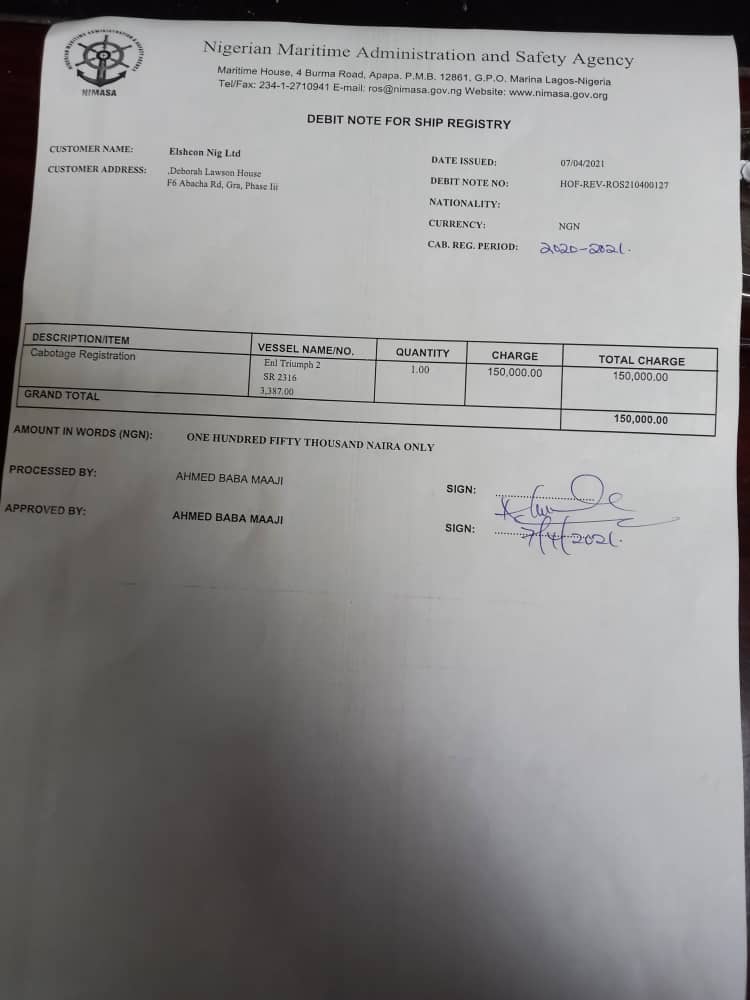 NIGERIAN MARITIME ADMINISTRATION & SAFETY AGENCY
NIMASA
Nigerian Maritime Administration and Safety Agency
Maritime House, 4 Burma Road, Apapa. P.M.B. 12861, G.P.O. Marina Lagos-Nigeria
Tel/Fax: 234-1-2710941 E-mail: ros@nimasa.gov.ng Website: www.nimasa.gov.org
DEBIT NOTE FOR SHIP REGISTRY
CUSTOMER NAME: Elshcon Nig Ltd
CUSTOMER ADDRESS: ,Deborah Lawson House
F6 Abacha Rd, Gra, Phase Iii
DATE ISSUED: 07/04/2021
DEBIT NOTE NO: HOF-REV-ROS210400127
NATIONALITY:
CURRENCY: NGN
CAB. REG. PERIOD: 2020-2021.
DESCRIPTION/ITEM VESSEL NAME/NO. QUANTITY CHARGE TOTAL CHARGE
Cabotage Registration Enl Triumph 2 1.00 150,000.00 150,000.00
SR 2316
3,387.00
GRAND TOTAL 150,000.00
AMOUNT IN WORDS (NGN): ONE HUNDRED FIFTY THOUSAND NAIRA ONLY
PROCESSED BY: AHMED BABA MAAJI SIGN:
APPROVED BY: AHMED BABA MAAJI SIGN: 7/4/2021.